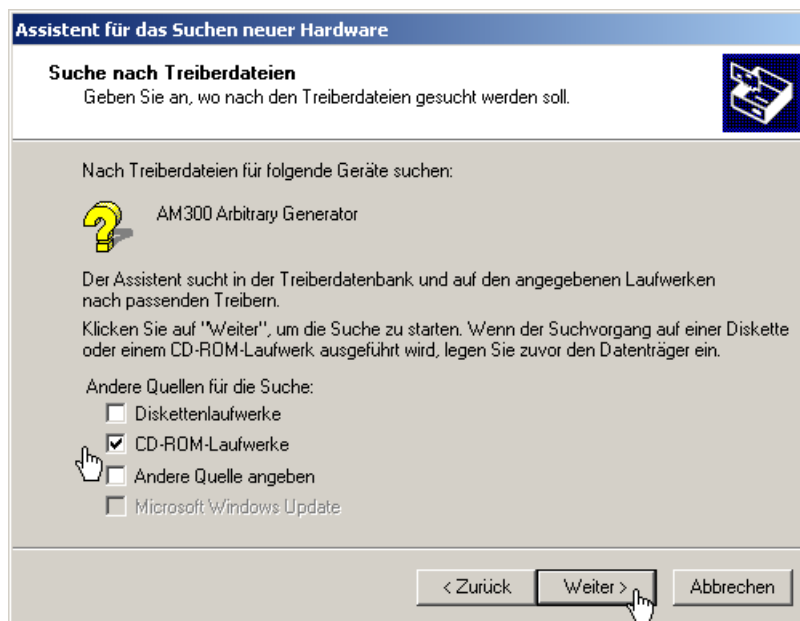 Assistent für das Suchen neuer Hardware
Suche nach Treiberdateien
Geben Sie an, wo nach den Treiberdateien gesucht werden soll.
Nach Treiberdateien für folgende Geräte suchen:
AM300 Arbitrary Generator
Der Assistent sucht in der Treiberdatenbank und auf den angegebenen Laufwerken
nach passenden Treibern.
Klicken Sie auf "Weiter", um die Suche zu starten. Wenn der Suchvorgang auf einer Diskette
oder einem CD-ROM-Laufwerk ausgeführt wird, legen Sie zuvor den Datenträger ein.
Andere Quellen für die Suche:
Diskettenlaufwerke
CD-ROM-Laufwerke
Andere Quelle angeben
Microsoft Windows Update
< Zurück Weiter > Abbrechen